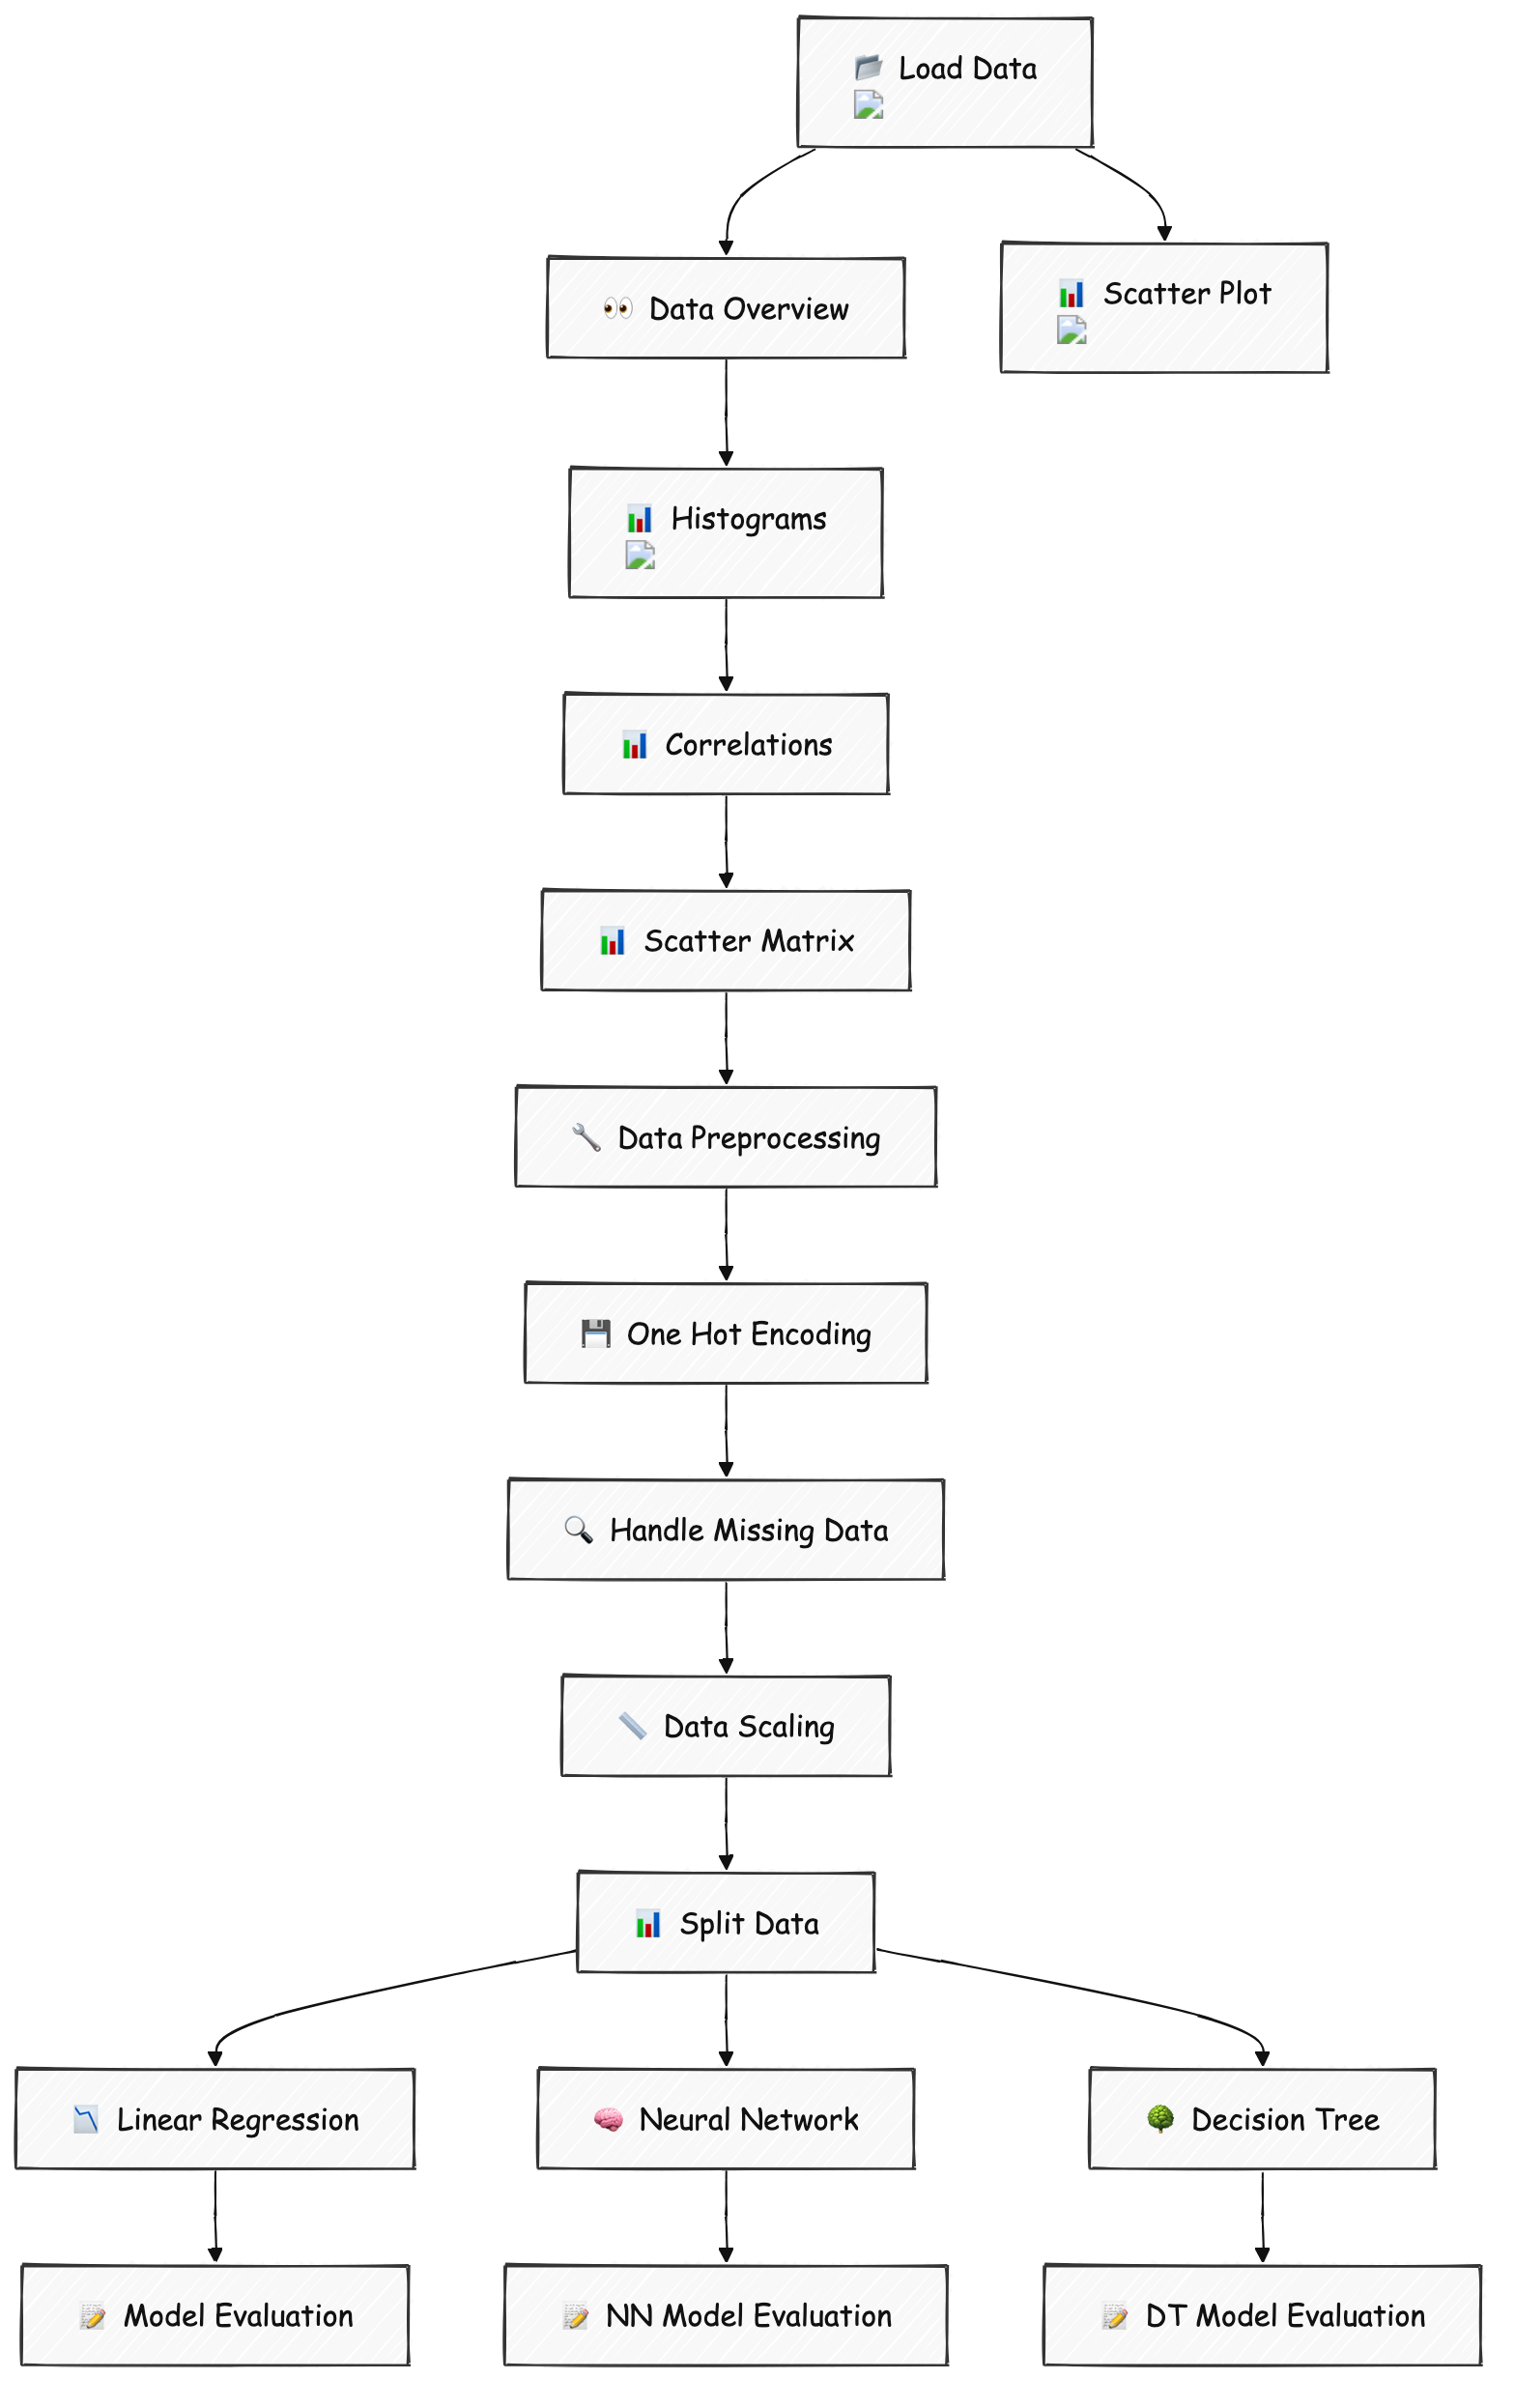 📂 Load Data
👀 Data Overview
📊 Scatter Plot
📊 Histograms
📊 Correlations
📊 Scatter Matrix
🔧 Data Preprocessing
💾 One Hot Encoding
🔍 Handle Missing Data
📏 Data Scaling
📊 Split Data
📉 Linear Regression
🧠 Neural Network
🌳 Decision Tree
📝 Model Evaluation
📝 NN Model Evaluation
📝 DT Model Evaluation